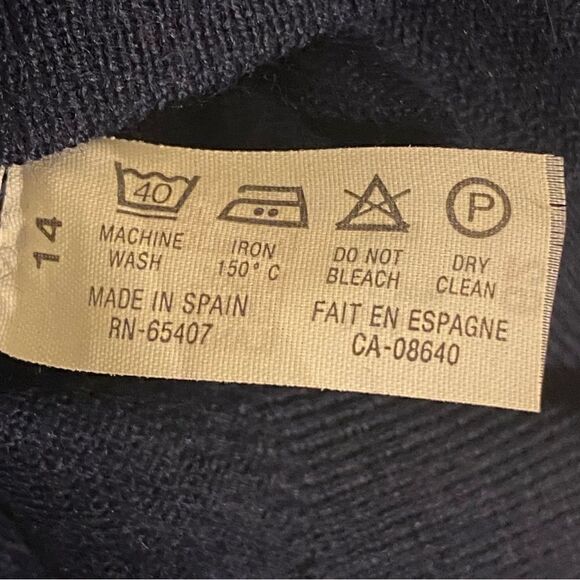 14
40
P
MACHINE WASH
IRON 150° C
DO NOT BLEACH
DRY CLEAN
MADE IN SPAIN
RN-65407
FAIT EN ESPAGNE
CA-08640